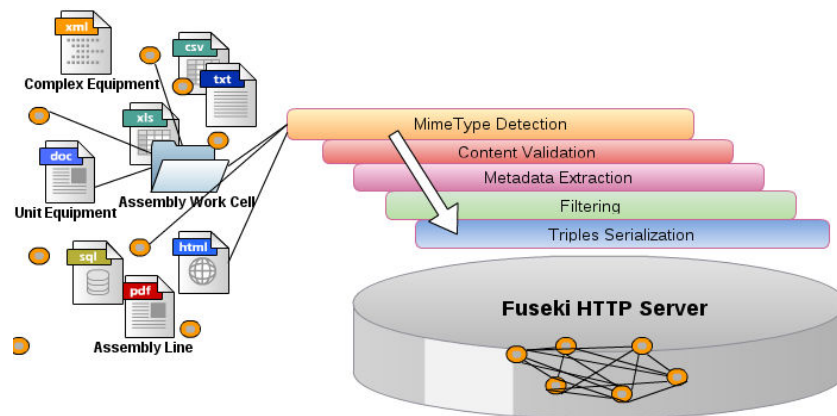 xml
Complex Equipment
csv
txt
xls
doc
Unit Equipment
Assembly Work Cell
html
sql
pdf
Assembly Line
MimeType Detection
Content Validation
Metadata Extraction
Filtering
Triples Serialization
Fuseki HTTP Server